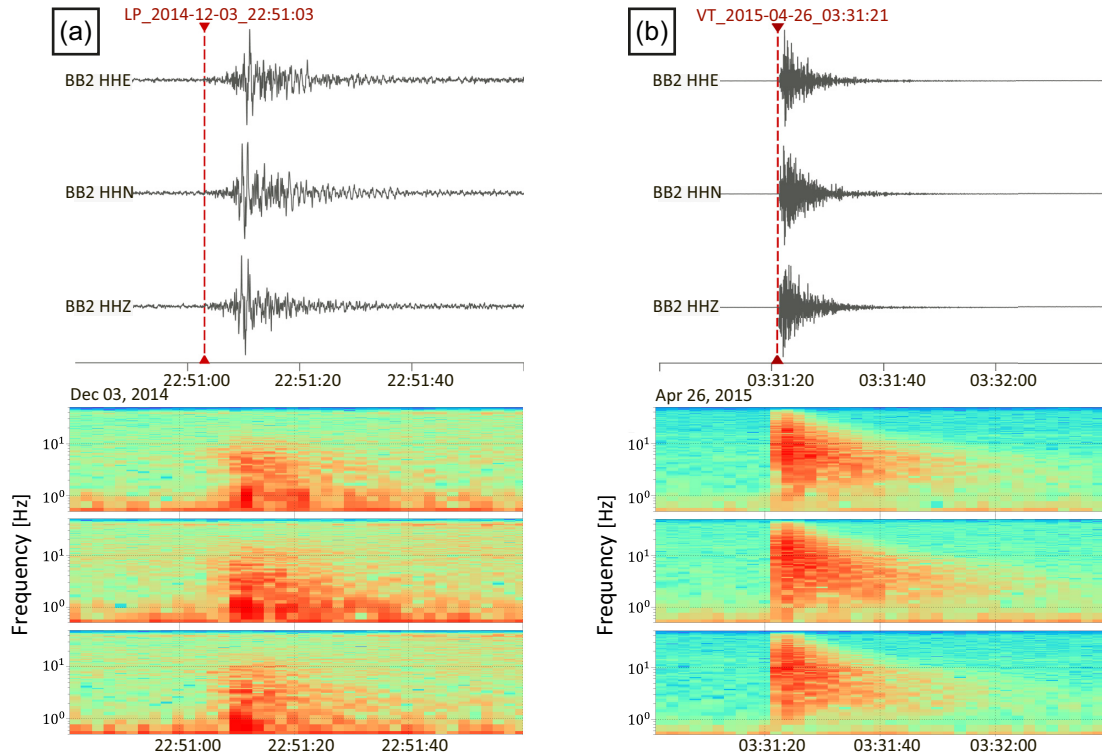 (a)
LP_2014-12-03_22:51:03
BB2 HHE
BB2 HHN
BB2 HHZ
22:51:00 22:51:20 22:51:40
Dec 03, 2014
Frequency [Hz]
10¹
10⁰
10¹
10⁰
10¹
10⁰
22:51:00 22:51:20 22:51:40
(b)
VT_2015-04-26_03:31:21
BB2 HHE
BB2 HHN
BB2 HHZ
03:31:20 03:31:40 03:32:00
Apr 26, 2015
Frequency [Hz]
10¹
10⁰
10¹
10⁰
10¹
10⁰
03:31:20 03:31:40 03:32:00